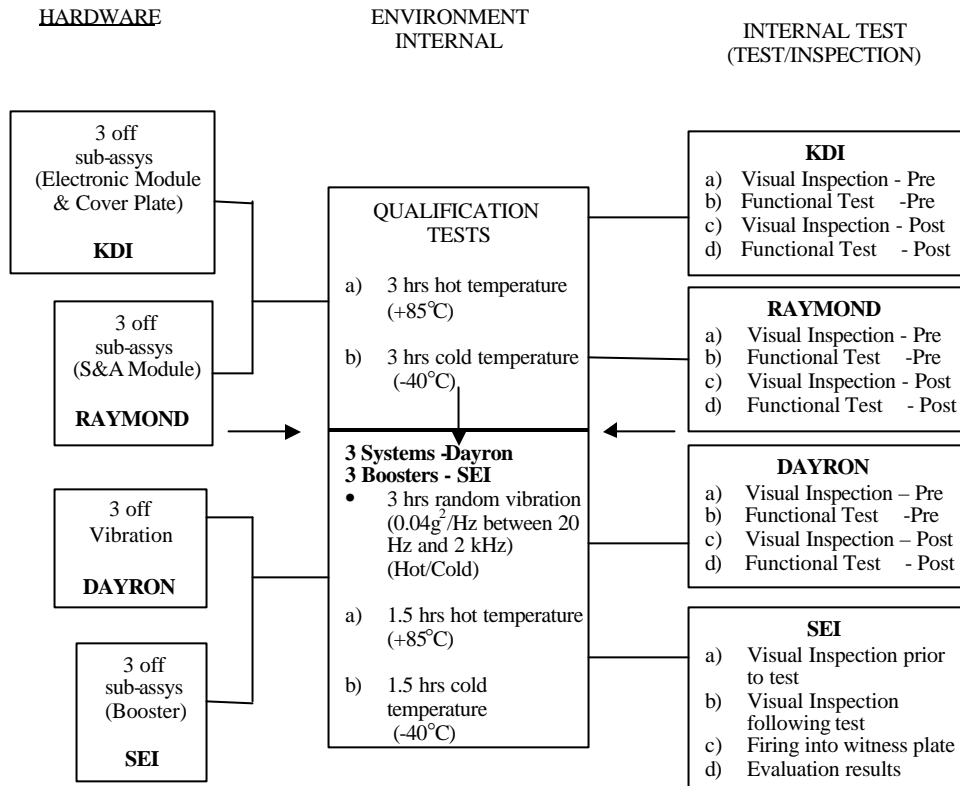 HARDWARE
ENVIRONMENT
INTERNAL
INTERNAL TEST
(TEST/INSPECTION)
3 off
sub-assys
(Electronic Module
& Cover Plate)
KDI
3 off
sub-assys
(S&A Module)
RAYMOND
3 off
Vibration
DAYRON
3 off
sub-assys
(Booster)
SEI
QUALIFICATION
TESTS
a) 3 hrs hot temperature
(+85°C)
b) 3 hrs cold temperature
(-40°C)
3 Systems -Dayron
3 Boosters - SEI
• 3 hrs random vibration
(0.04g²/Hz between 20
Hz and 2 kHz)
(Hot/Cold)
a) 1.5 hrs hot temperature
(+85°C)
b) 1.5 hrs cold
temperature
(-40°C)
KDI
a) Visual Inspection - Pre
b) Functional Test -Pre
c) Visual Inspection - Post
d) Functional Test - Post
RAYMOND
a) Visual Inspection - Pre
b) Functional Test -Pre
c) Visual Inspection - Post
d) Functional Test - Post
DAYRON
a) Visual Inspection – Pre
b) Functional Test -Pre
c) Visual Inspection – Post
d) Functional Test - Post
SEI
a) Visual Inspection prior
to test
b) Visual Inspection
following test
c) Firing into witness plate
d) Evaluation results